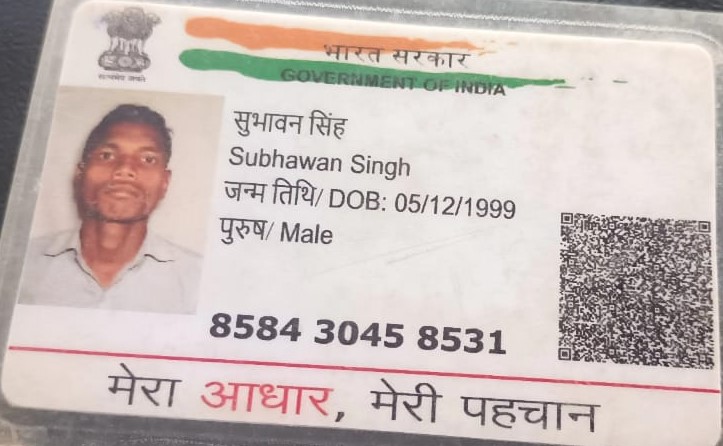 भारत सरकार
GOVERNMENT OF INDIA
सत्यमेव जयते
सुभावन सिंह
Subhawan Singh
जन्म तिथि/ DOB: 05/12/1999
पुरुष/ Male
8584 3045 8531
मेरा आधार, मेरी पहचान